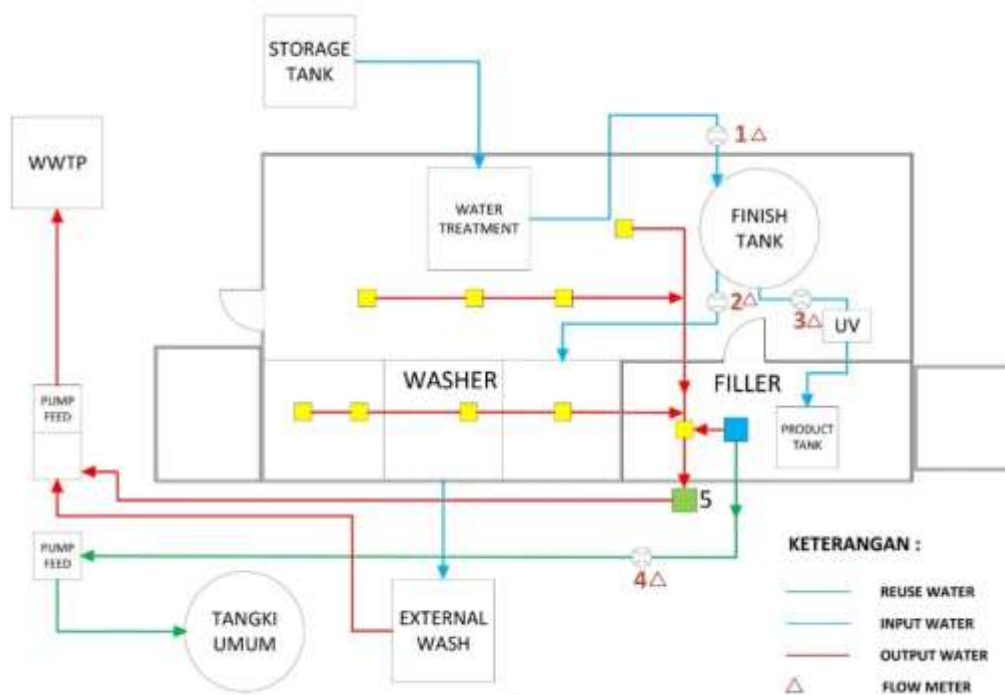 STORAGE
TANK
1
WWTP
WATER
TREATMENT
FINISH
TANK
2
3
UV
WASHER
FILLER
PUMP
FEED
PRODUCT
TANK
5
PUMP
FEED
4
TANGKI
UMUM
EXTERNAL
WASH
KETERANGAN :
REUSE WATER
INPUT WATER
OUTPUT WATER
FLOW METER